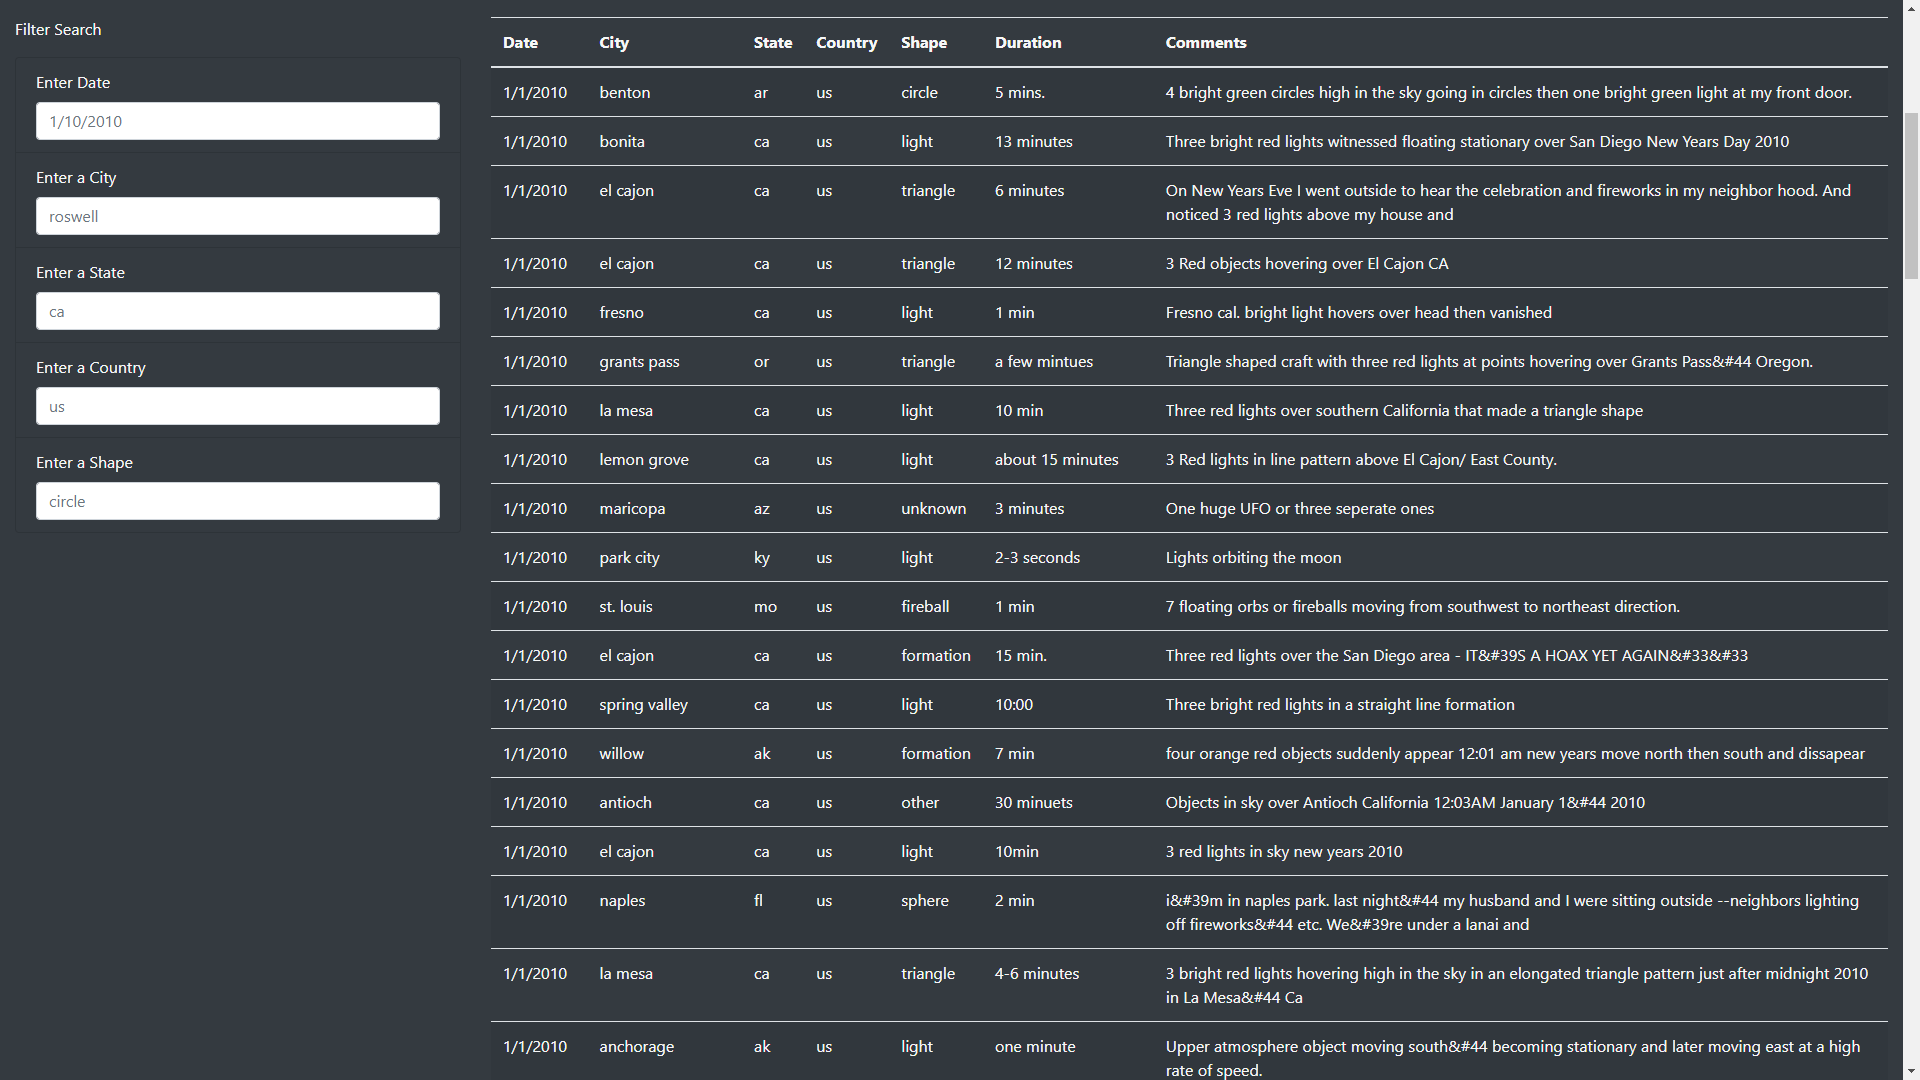 Filter Search
Enter Date
1/10/2010
Enter a City
roswell
Enter a State
ca
Enter a Country
us
Enter a Shape
circle
Date City State Country Shape Duration Comments
1/1/2010 benton ar us circle 5 mins. 4 bright green circles high in the sky going in circles then one bright green light at my front door.
1/1/2010 bonita ca us light 13 minutes Three bright red lights witnessed floating stationary over San Diego New Years Day 2010
1/1/2010 el cajon ca us triangle 6 minutes On New Years Eve I went outside to hear the celebration and fireworks in my neighbor hood. And
noticed 3 red lights above my house and
1/1/2010 el cajon ca us triangle 12 minutes 3 Red objects hovering over El Cajon CA
1/1/2010 fresno ca us light 1 min Fresno cal. bright light hovers over head then vanished
1/1/2010 grants pass or us triangle a few mintues Triangle shaped craft with three red lights at points hovering over Grants Pass&#44 Oregon.
1/1/2010 la mesa ca us light 10 min Three red lights over southern California that made a triangle shape
1/1/2010 lemon grove ca us light about 15 minutes 3 Red lights in line pattern above El Cajon/ East County.
1/1/2010 maricopa az us unknown 3 minutes One huge UFO or three seperate ones
1/1/2010 park city ky us light 2-3 seconds Lights orbiting the moon
1/1/2010 st. louis mo us fireball 1 min 7 floating orbs or fireballs moving from southwest to northeast direction.
1/1/2010 el cajon ca us formation 15 min. Three red lights over the San Diego area - IT&#39S A HOAX YET AGAIN&#33&#33
1/1/2010 spring valley ca us light 10:00 Three bright red lights in a straight line formation
1/1/2010 willow ak us formation 7 min four orange red objects suddenly appear 12:01 am new years move north then south and dissapear
1/1/2010 antioch ca us other 30 minuets Objects in sky over Antioch California 12:03AM January 1&#44 2010
1/1/2010 el cajon ca us light 10min 3 red lights in sky new years 2010
1/1/2010 naples fl us sphere 2 min i&#39m in naples park. last night&#44 my husband and I were sitting outside --neighbors lighting
off fireworks&#44 etc. We&#39re under a lanai and
1/1/2010 la mesa ca us triangle 4-6 minutes 3 bright red lights hovering high in the sky in an elongated triangle pattern just after midnight 2010
in La Mesa&#44 Ca
1/1/2010 anchorage ak us light one minute Upper atmosphere object moving south&#44 becoming stationary and later moving east at a high
rate of speed.